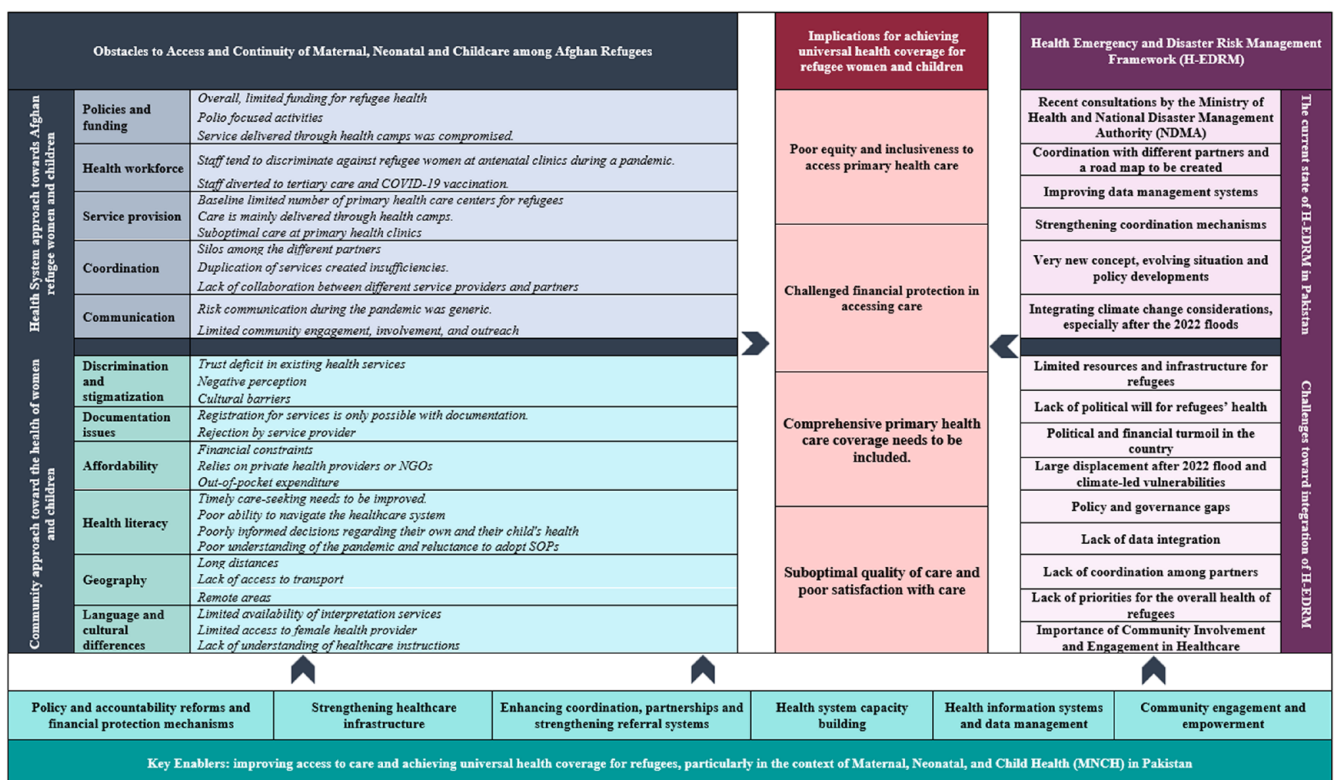 Obstacles to Access and Continuity of Maternal, Neonatal and Childcare among Afghan Refugees
Health System approach towards Afghan
refugee women and children
Policies and
funding
Overall, limited funding for refugee health
Polio focused activities
Service delivered through health camps was compromised.
Health workforce
Staff tend to discriminate against refugee women at antenatal clinics during a pandemic.
Staff diverted to tertiary care and COVID-19 vaccination.
Service provision
Baseline limited number of primary health care centers for refugees
Care is mainly delivered through health camps.
Suboptimal care at primary health clinics
Coordination
Silos among the different partners
Duplication of services created insufficiencies.
Lack of collaboration between different service providers and partners
Communication
Risk communication during the pandemic was generic.
Limited community engagement, involvement, and outreach
Community approach toward the health of women
and children
Discrimination
and
stigmatization
Trust deficit in existing health services
Negative perception
Cultural barriers
Documentation
issues
Registration for services is only possible with documentation.
Rejection by service provider
Affordability
Financial constraints
Relies on private health providers or NGOs
Out-of-pocket expenditure
Health literacy
Timely care-seeking needs to be improved.
Poor ability to navigate the healthcare system
Poorly informed decisions regarding their own and their child's health
Poor understanding of the pandemic and reluctance to adopt SOPs
Geography
Long distances
Lack of access to transport
Remote areas
Language and
cultural
differences
Limited availability of interpretation services
Limited access to female health provider
Lack of understanding of healthcare instructions
Implications for achieving
universal health coverage for
refugee women and children
Poor equity and inclusiveness to
access primary health care
Challenged financial protection in
accessing care
Comprehensive primary health
care coverage needs to be
included.
Suboptimal quality of care and
poor satisfaction with care
Health Emergency and Disaster Risk Management
Framework (H-EDRM)
The current state of H-EDRM in Pakistan
Recent consultations by the Ministry of
Health and National Disaster Management
Authority (NDMA)
Coordination with different partners and
a road map to be created
Improving data management systems
Strengthening coordination mechanisms
Very new concept, evolving situation and
policy developments
Integrating climate change considerations,
especially after the 2022 floods
Challenges toward integration of H-EDRM
Limited resources and infrastructure for
refugees
Lack of political will for refugees' health
Political and financial turmoil in the
country
Large displacement after 2022 flood and
climate-led vulnerabilities
Policy and governance gaps
Lack of data integration
Lack of coordination among partners
Lack of priorities for the overall health of
refugees
Importance of Community Involvement
and Engagement in Healthcare
Policy and accountability reforms and
financial protection mechanisms
Strengthening healthcare
infrastructure
Enhancing coordination, partnerships and
strengthening referral systems
Health system capacity
building
Health information systems
and data management
Community engagement and
empowerment
Key Enablers: improving access to care and achieving universal health coverage for refugees, particularly in the context of Maternal, Neonatal, and Child Health (MNCH) in Pakistan